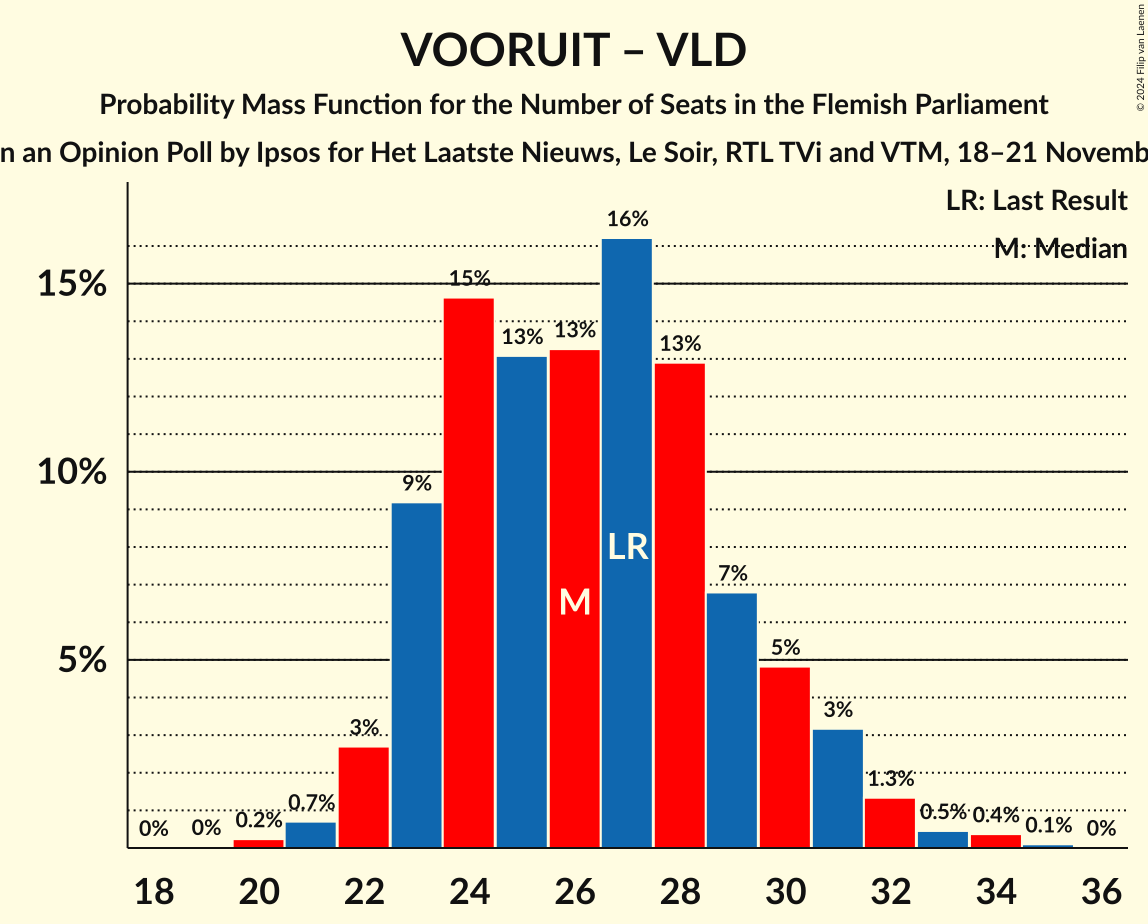 © 2024 Filip van Laenen
VOORUIT – VLD
Probability Mass Function for the Number of Seats in the Flemish Parliament
n an Opinion Poll by Ipsos for Het Laatste Nieuws, Le Soir, RTL TVi and VTM, 18–21 Novemb
LR: Last Result
M: Median
15%
10%
5%
0% 0% 0.2% 0.7% 3% 9% 15% 13% 13% 16% 13% 7% 5% 3% 1.3% 0.5% 0.4% 0.1% 0%
M
LR
18 20 22 24 26 28 30 32 34 36